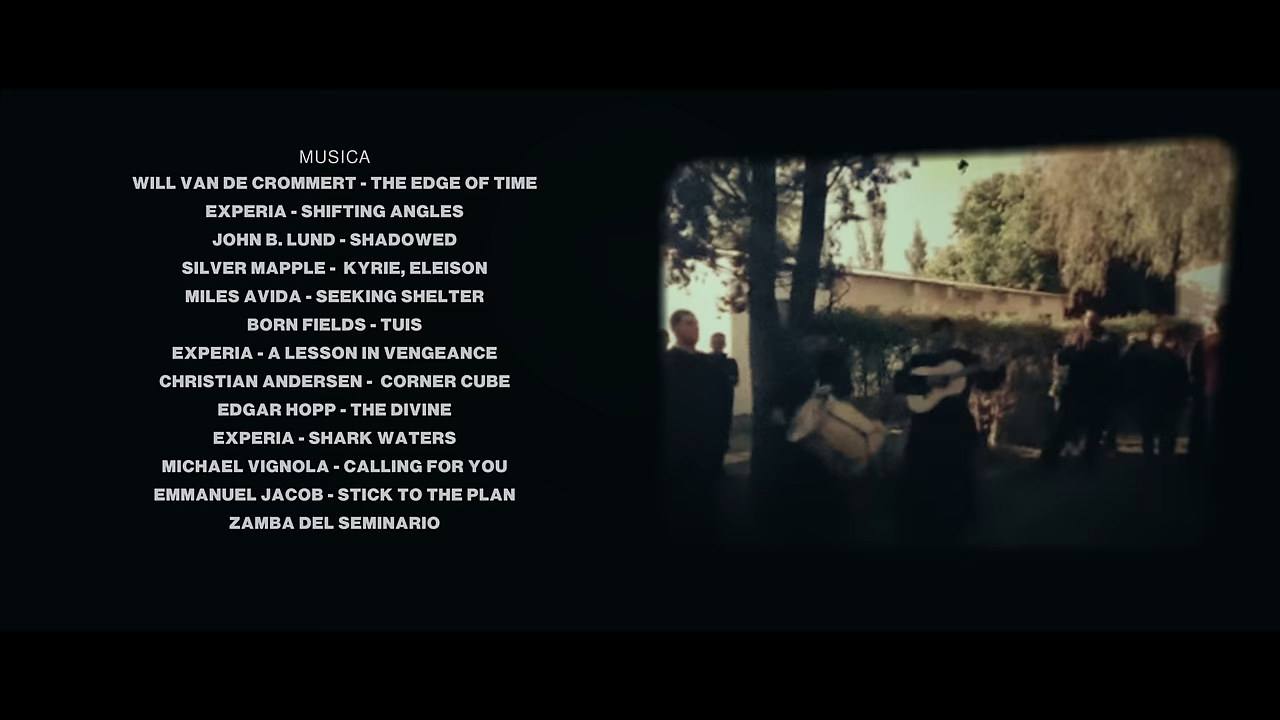 MUSICA
WILL VAN DE CROMMERT - THE EDGE OF TIME
EXPERIA - SHIFTING ANGLES
JOHN B. LUND - SHADOWED
SILVER MAPPLE - KYRIE, ELEISON
MILES AVIDA - SEEKING SHELTER
BORN FIELDS - TUIS
EXPERIA - A LESSON IN VENGEANCE
CHRISTIAN ANDERSEN - CORNER CUBE
EDGAR HOPP - THE DIVINE
EXPERIA - SHARK WATERS
MICHAEL VIGNOLA - CALLING FOR YOU
EMMANUEL JACOB - STICK TO THE PLAN
ZAMBA DEL SEMINARIO